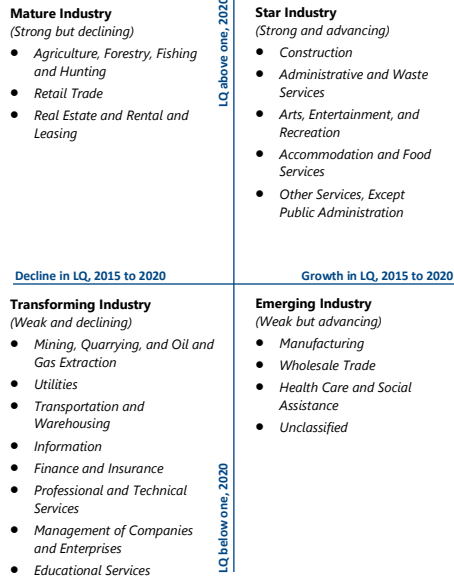 Mature Industry
(Strong but declining)
● Agriculture, Forestry, Fishing
and Hunting
● Retail Trade
● Real Estate and Rental and
Leasing
LQ above one, 2020
Star Industry
(Strong and advancing)
● Construction
● Administrative and Waste
Services
● Arts, Entertainment, and
Recreation
● Accommodation and Food
Services
● Other Services, Except
Public Administration
Decline in LQ, 2015 to 2020
Growth in LQ, 2015 to 2020
Transforming Industry
(Weak and declining)
● Mining, Quarrying, and Oil and
Gas Extraction
● Utilities
● Transportation and
Warehousing
● Information
● Finance and Insurance
● Professional and Technical
Services
● Management of Companies
and Enterprises
● Educational Services
LQ below one, 2020
Emerging Industry
(Weak but advancing)
● Manufacturing
● Wholesale Trade
● Health Care and Social
Assistance
● Unclassified